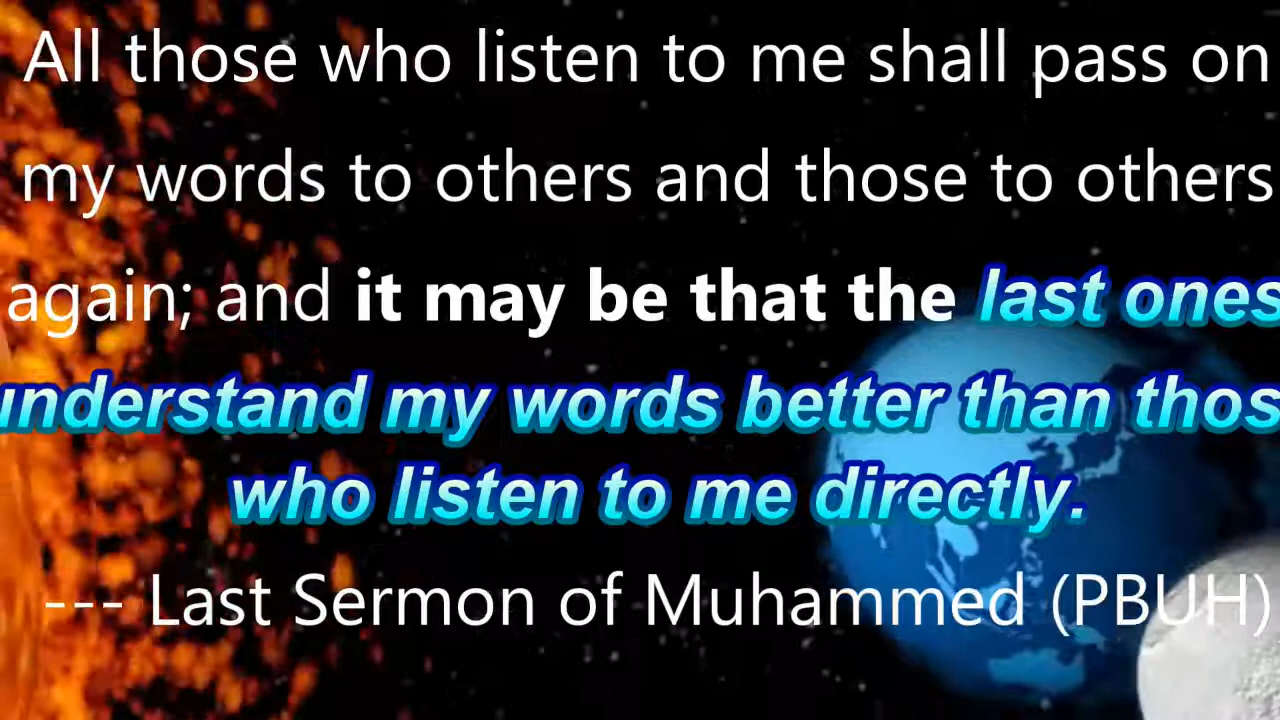 All those who listen to me shall pass on
my words to others and those to others
again; and it may be that the last ones
understand my words better than thos
who listen to me directly.
--- Last Sermon of Muhammed (PBUH)